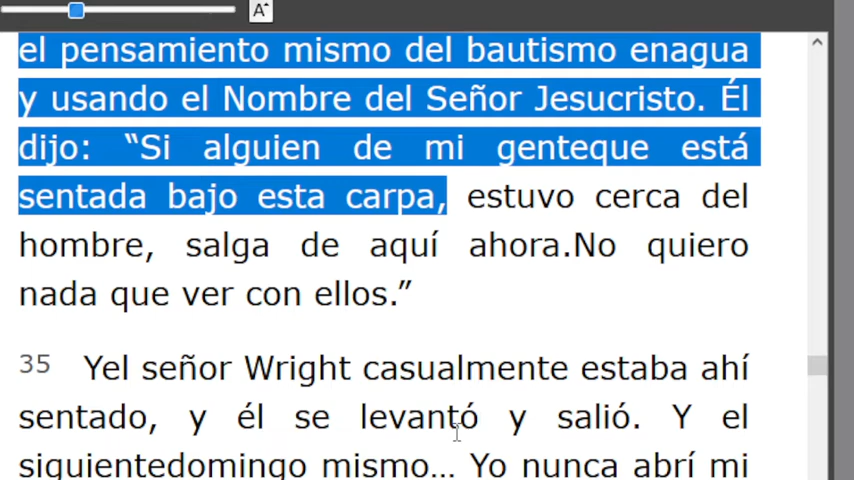 A
el pensamiento mismo del bautismo enagua
y usando el Nombre del Señor Jesucristo. Él
dijo: “Si alguien de mi genteque está
sentada bajo esta carpa, estuvo cerca del
hombre, salga de aquí ahora.No quiero
nada que ver con ellos.”
35 Yel señor Wright casualmente estaba ahí
sentado, y él se levantó y salió. Y el
siguientedomingo mismo... Yo nunca abrí mi